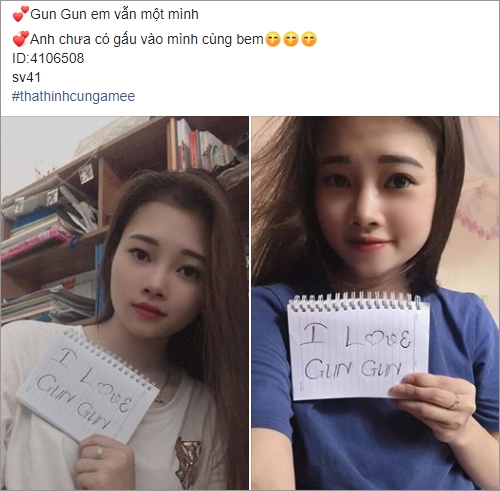 💕Gun Gun em vẫn một mình
💕Anh chưa có gấu vào mình cùng bem😋😋😋
ID:4106508
sv41
#thathinhcungamee
I LOVE
GUN GUN
I LOVE
GUN GUN